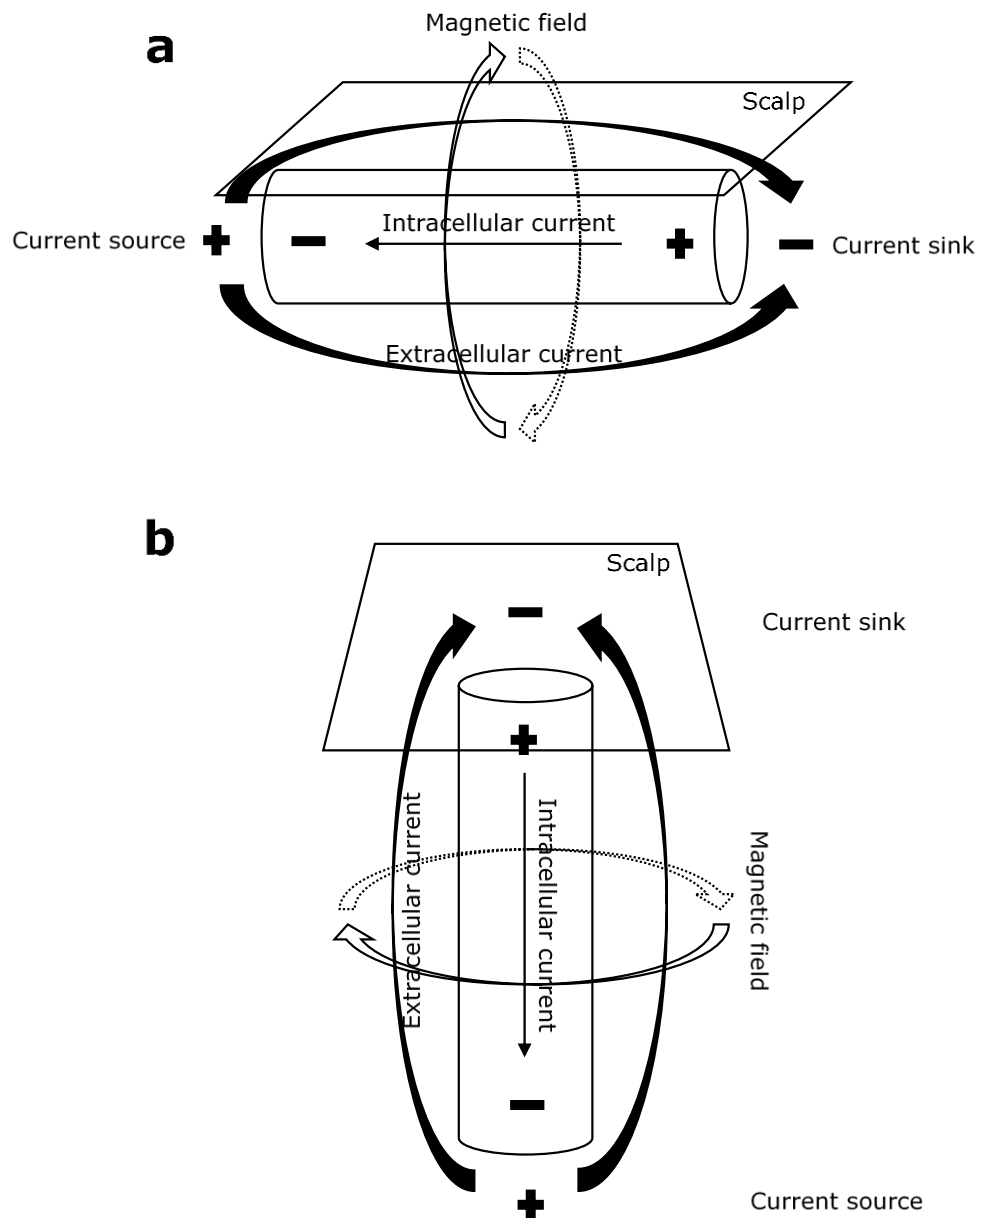 a
Magnetic field
Scalp
Intracellular current
Current source
Current sink
Extracellular current
b
Scalp
Current sink
Extracellular current
Intracellular current
Magnetic field
Current source